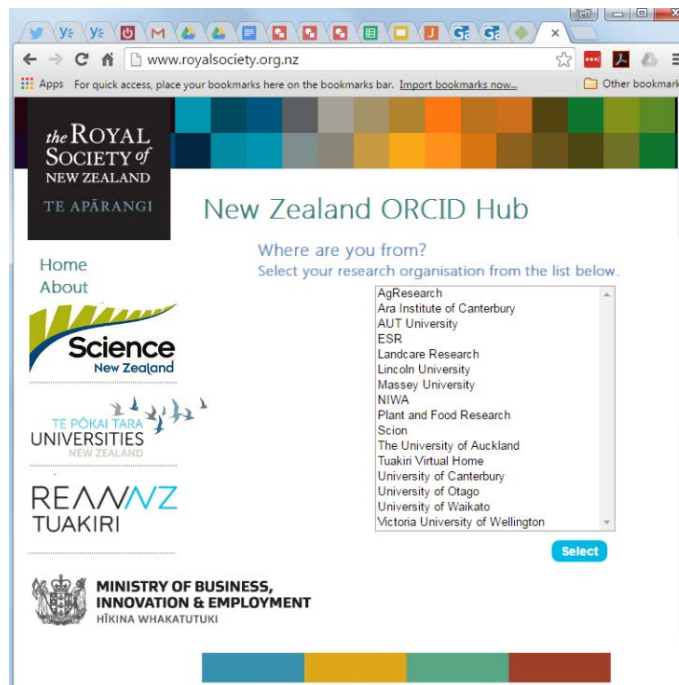 Jeff
www.royalsociety.org.nz
Apps For quick access, place your bookmarks here on the bookmarks bar. Import bookmarks now... Other bookmark
the ROYAL
SOCIETY of
NEW ZEALAND
TE APĀRANGI
New Zealand ORCID Hub
Where are you from?
Select your research organisation from the list below.
Home
About
Science
New Zealand
TE PŌKAI TARA
UNIVERSITIES
NEW ZEALAND
REANNZ
TUAKIRI
AgResearch
Ara Institute of Canterbury
AUT University
ESR
Landcare Research
Lincoln University
Massey University
NIWA
Plant and Food Research
Scion
The University of Auckland
Tuakiri Virtual Home
University of Canterbury
University of Otago
University of Waikato
Victoria University of Wellington
Select
MINISTRY OF BUSINESS,
INNOVATION & EMPLOYMENT
HĪKINA WHAKATUTUKI